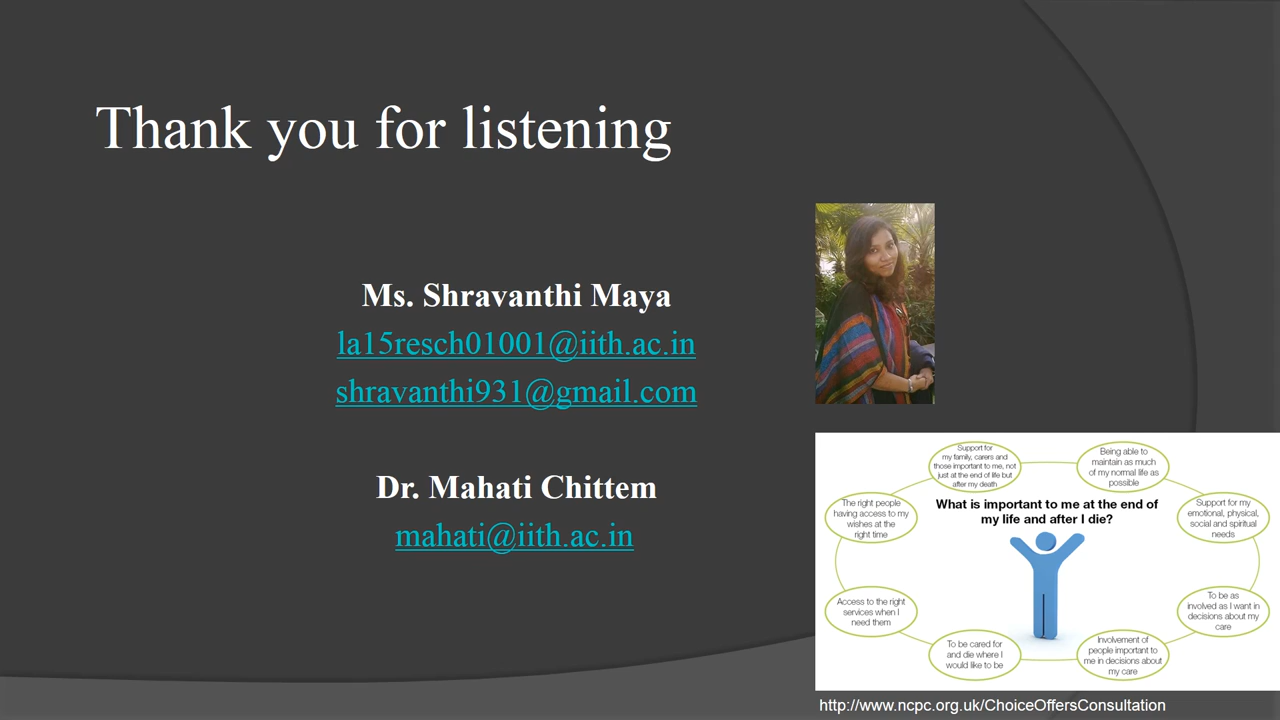 Thank you for listening
Ms. Shravanthi Maya
la15resch01001@iith.ac.in
shravanthi931@gmail.com
Dr. Mahati Chittem
mahati@iith.ac.in
What is important to me at the end of
my life and after I die?
Support for
my family, carers and
those important to me, not
just at the end of life but
after my death
Being able to
maintain as much
of my normal life as
possible
Support for my
emotional, physical,
social and spiritual
needs
To be as
involved as I want in
decisions about my
care
Involvement of
people important to
me in decisions about
my care
To be cared for
and die where I
would like to be
Access to the right
services when I
need them
The right people
having access to my
wishes at the
right time
http://www.ncpc.org.uk/ChoiceOffersConsultation